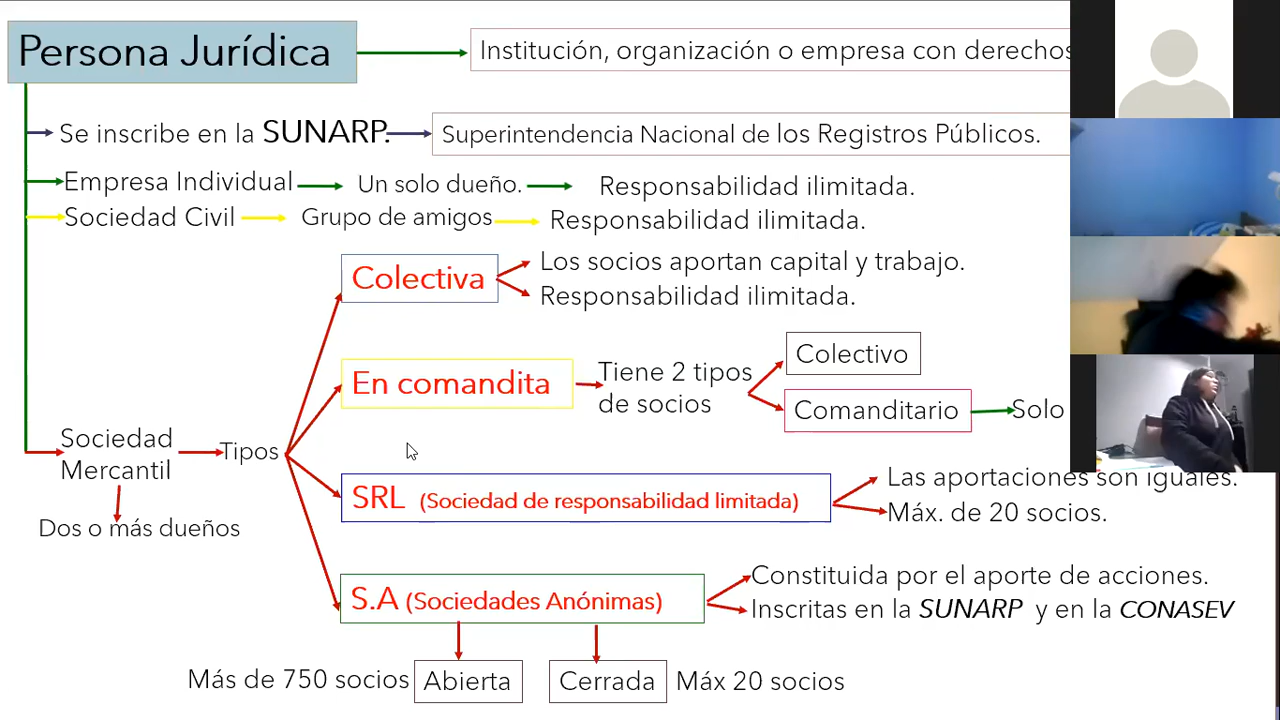 Persona Jurídica
Institución, organización o empresa con derechos
Se inscribe en la SUNARP.
Superintendencia Nacional de los Registros Públicos.
Empresa Individual
Un solo dueño.
Responsabilidad ilimitada.
Sociedad Civil
Grupo de amigos
Responsabilidad ilimitada.
Colectiva
Los socios aportan capital y trabajo.
Responsabilidad ilimitada.
En comandita
Tiene 2 tipos
de socios
Colectivo
Comanditario
Solo
Sociedad
Mercantil
Tipos
Dos o más dueños
SRL (Sociedad de responsabilidad limitada)
Las aportaciones son iguales.
Máx. de 20 socios.
S.A (Sociedades Anónimas)
Constituida por el aporte de acciones.
Inscritas en la SUNARP y en la CONASEV
Más de 750 socios
Abierta
Cerrada
Máx 20 socios